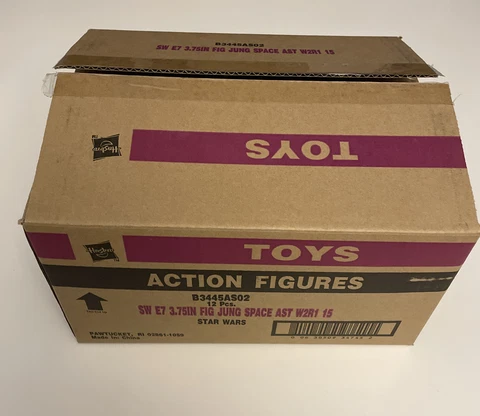 B3445AS02
SW E7 3.75IN FIG JUNG SPACE AST W2R1 15
Hasbro
TOYS
Hasbro
TOYS
ACTION FIGURES
B3445AS02
12 Pcs.
SW E7 3.75IN FIG JUNG SPACE AST W2R1 15
STAR WARS
PAWTUCKET, RI 02861-1059
Made in China